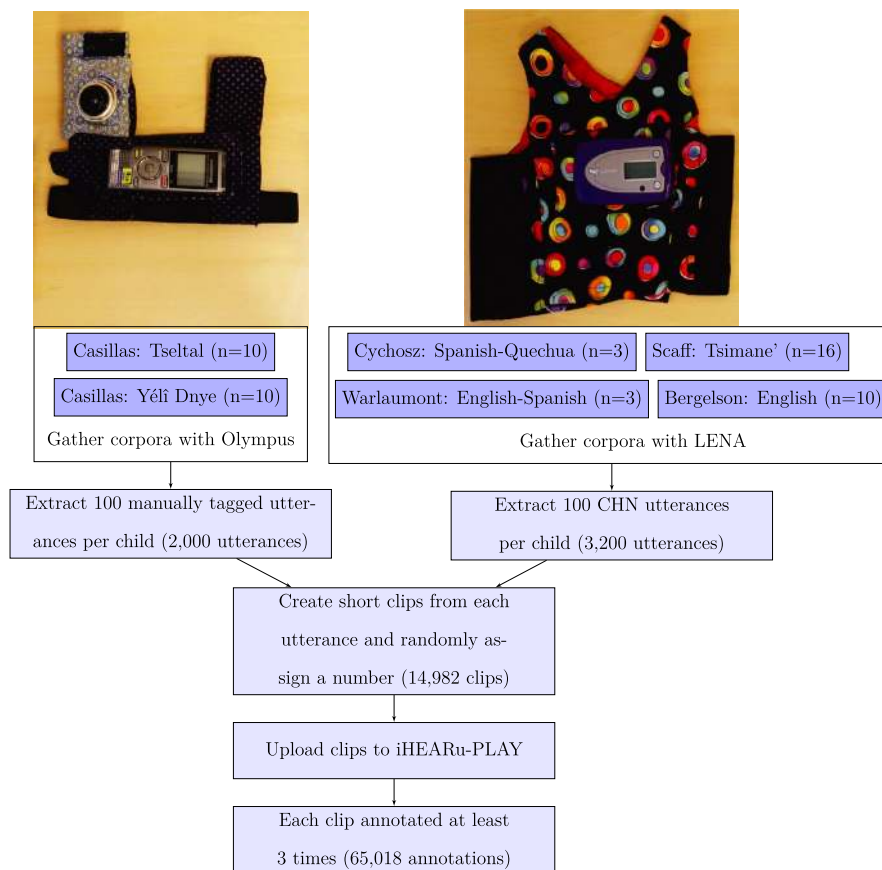 Casillas: Tseltal (n=10)
Casillas: Yélî Dnye (n=10)
Gather corpora with Olympus
Cychosz: Spanish-Quechua (n=3)
Scaff: Tsimane' (n=16)
Warlaumont: English-Spanish (n=3)
Bergelson: English (n=10)
Gather corpora with LENA
Extract 100 manually tagged utter-
ances per child (2,000 utterances)
Extract 100 CHN utterances
per child (3,200 utterances)
Create short clips from each
utterance and randomly as-
sign a number (14,982 clips)
Upload clips to iHEARu-PLAY
Each clip annotated at least
3 times (65,018 annotations)